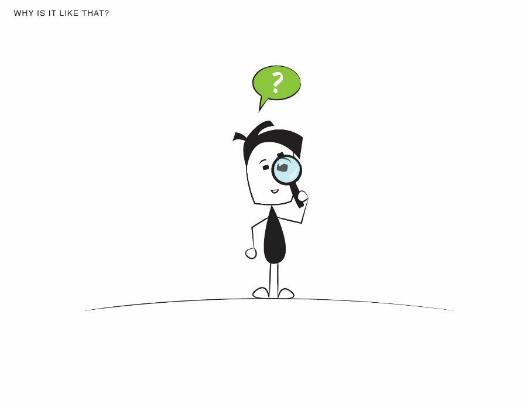 WHY IS IT LIKE THAT?
?